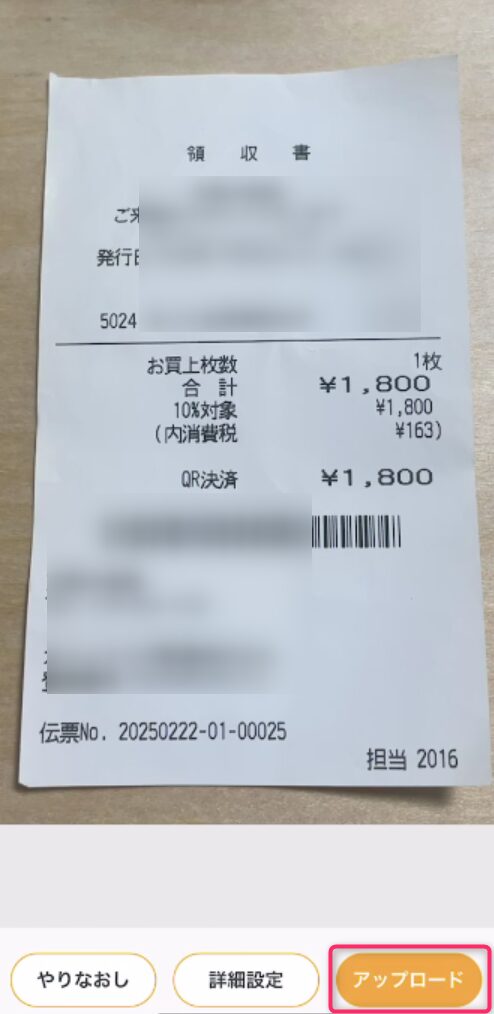 領 収 書
ご来
発行日
5024
お買上枚数 1枚
合 計 ¥1,800
10%対象 ¥1,800
(内消費税 ¥163)
QR決済 ¥1,800
伝票No. 20250222-01-00025
担当 2016
やりなおし 詳細設定 アップロード